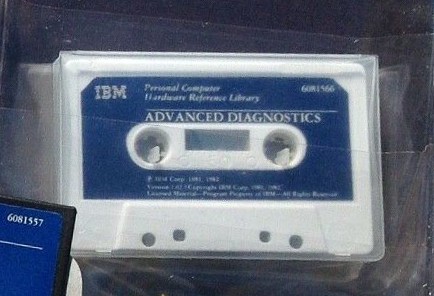 IBM
Personal Computer
Hardware Reference Library
6081566
ADVANCED DIAGNOSTICS
© IBM Corp. 1981, 1982
Version 1.02 ©Copyright IBM Corp. 1981, 1982
Licensed Material—Program Property of IBM—All Rights Reserved
6081557